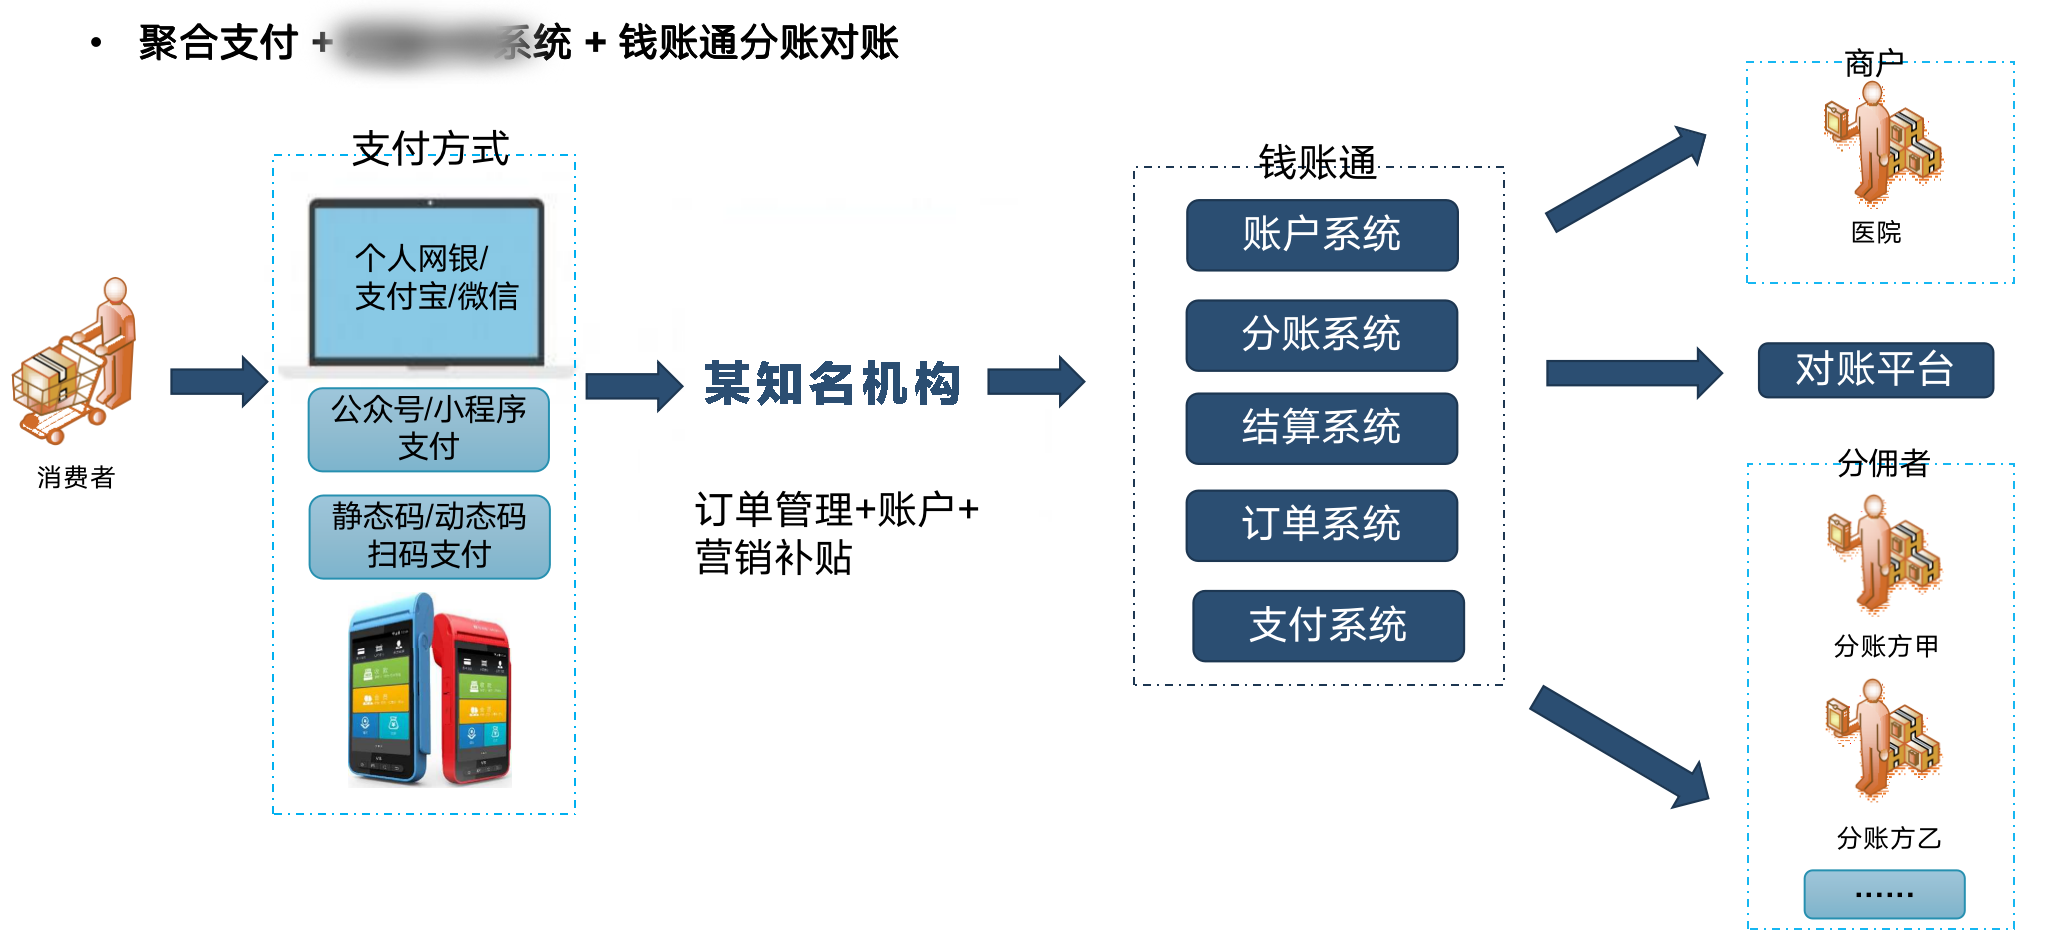 • 聚合支付 + 系统 + 钱账通分账对账
消费者
支付方式
个人网银/
支付宝/微信
公众号/小程序
支付
静态码/动态码
扫码支付
某知名机构
订单管理+账户+
营销补贴
钱账通
账户系统
分账系统
结算系统
订单系统
支付系统
商户
医院
对账平台
分佣者
分账方甲
分账方乙
······